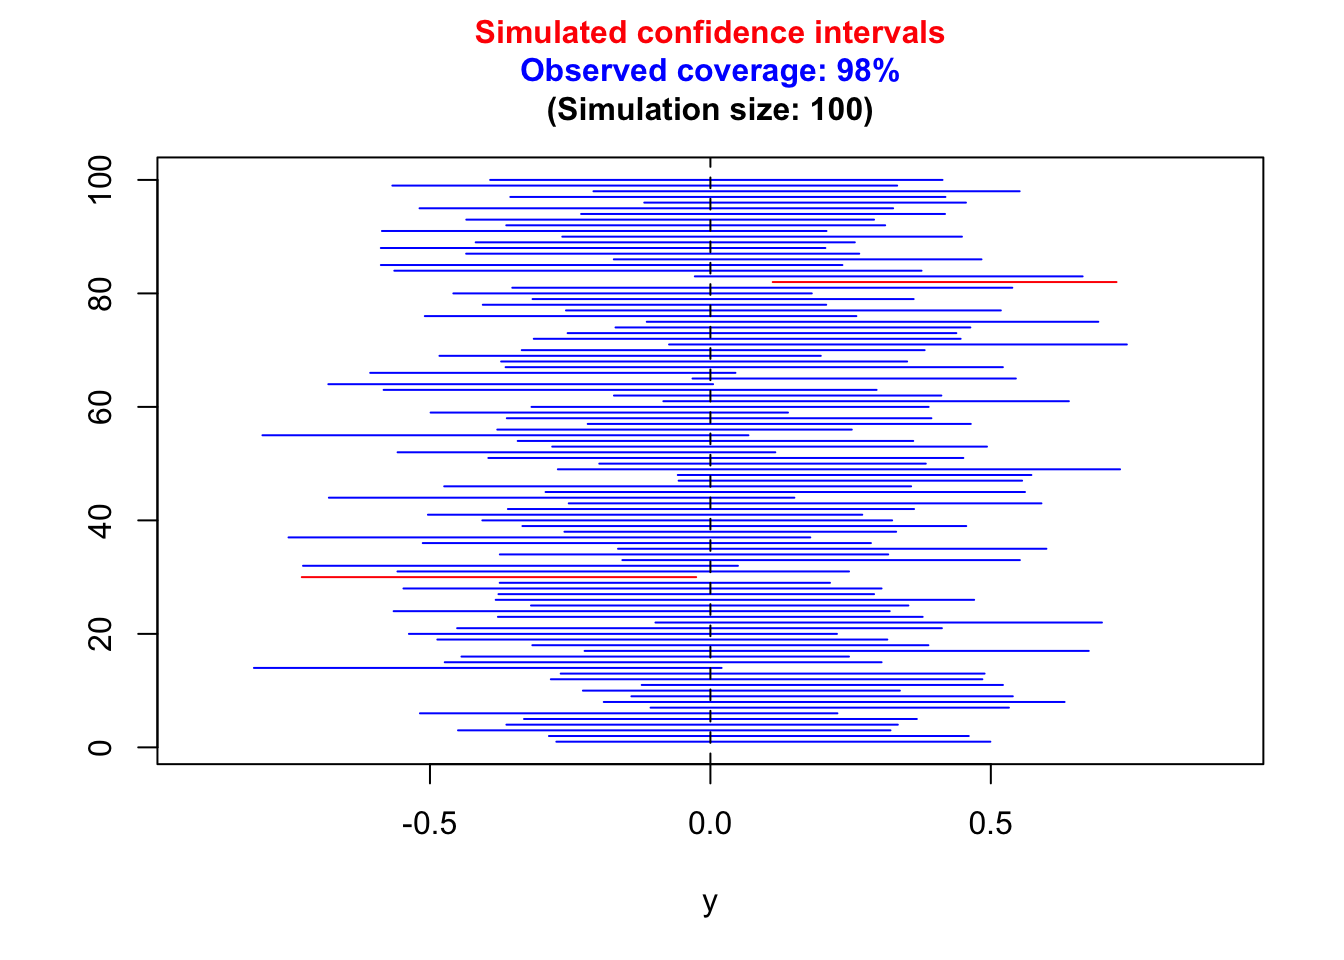 Simulated confidence intervals
Observed coverage: 98%
(Simulation size: 100)
100
80
60
40
20
0
-0.5 0.0 0.5
y